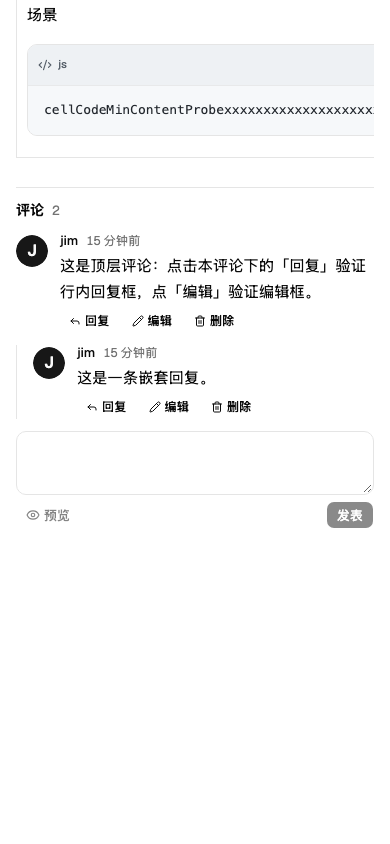 场景
</> js
cellCodeMinContentProbexxxxxxxxxxxxxxxxxxx
评论 2
J jim 15 分钟前
这是顶层评论：点击本评论下的「回复」验证
行内回复框，点「编辑」验证编辑框。
回复 编辑 删除
J jim 15 分钟前
这是一条嵌套回复。
回复 编辑 删除
预览 发表